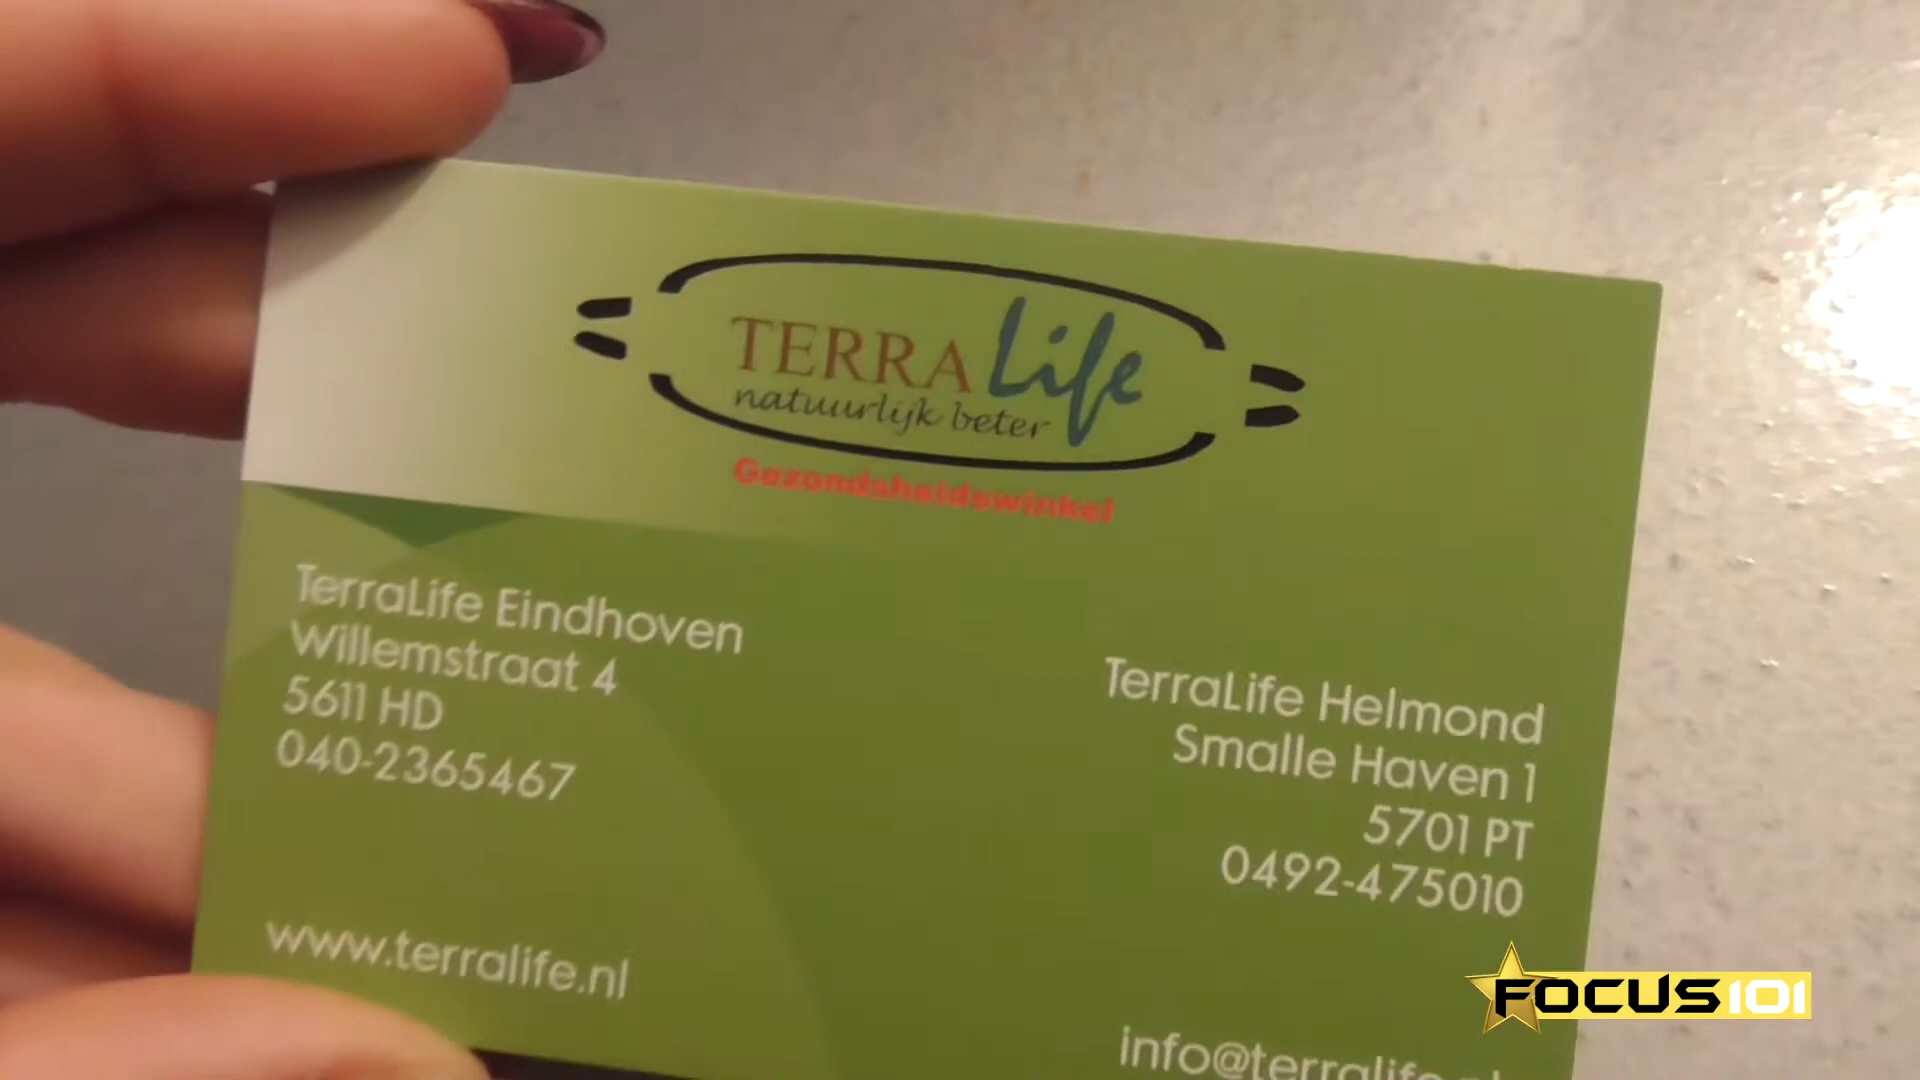 TERRA Life
natuurlijk beter
Gezondsheidswinkel
TerraLife Eindhoven
Willemstraat 4
5611 HD
040-2365467
www.terralife.nl
TerraLife Helmond
Smalle Haven 1
5701 PT
0492-475010
FOCUS101